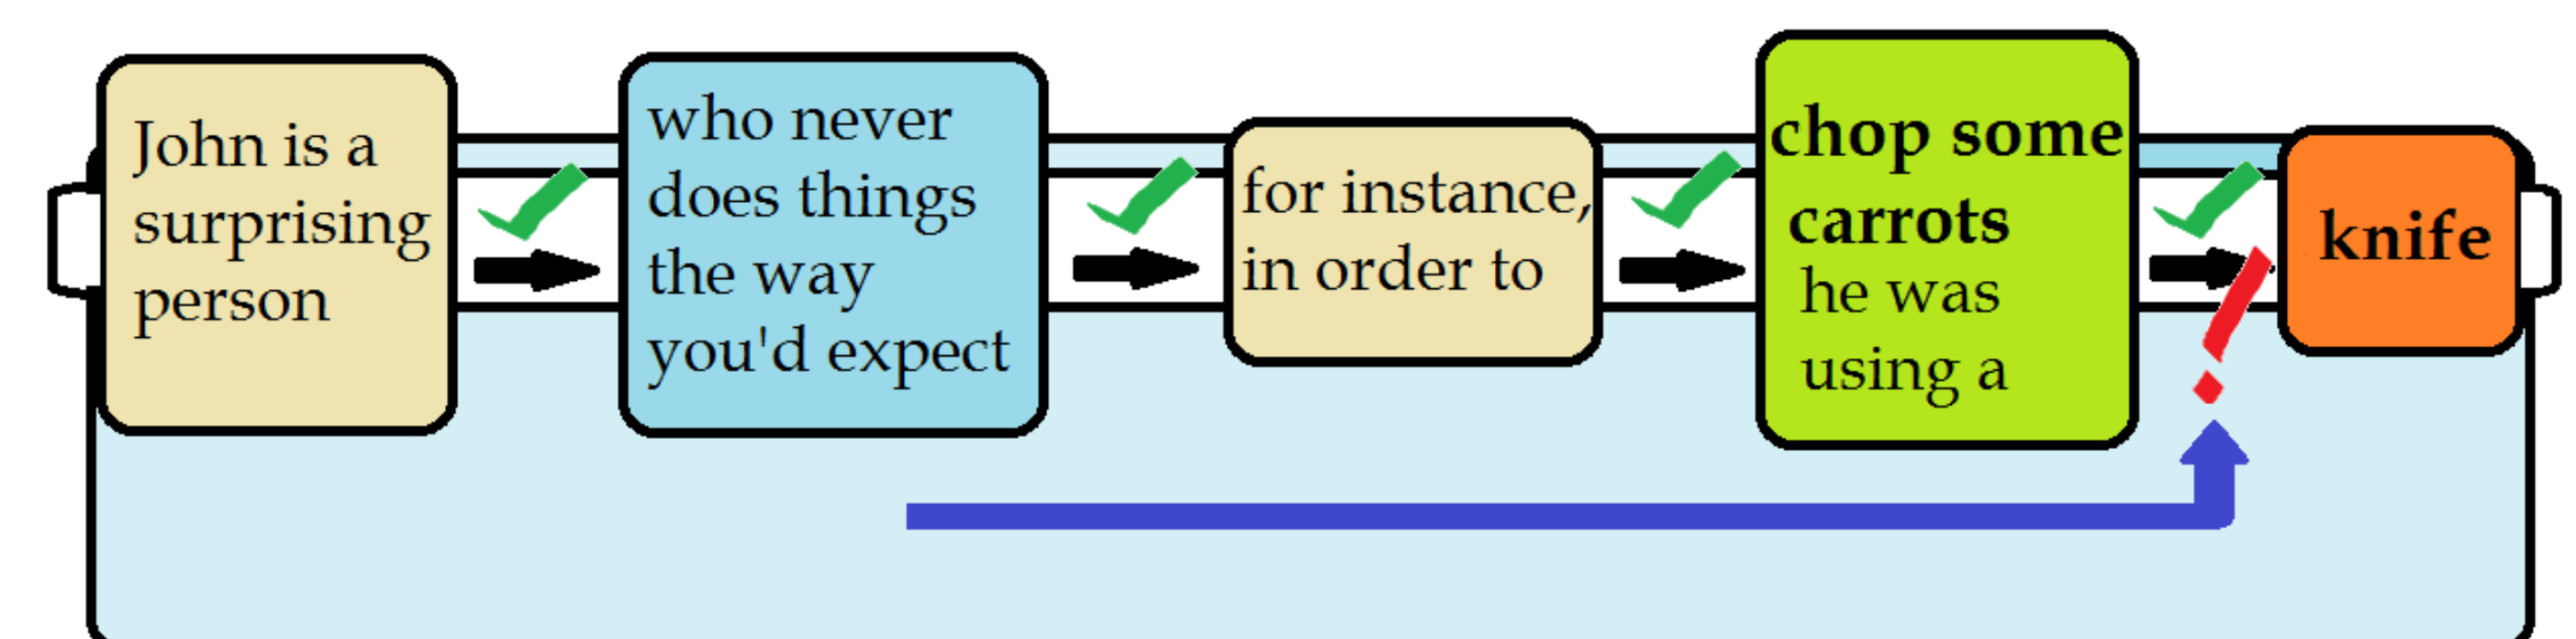 John is a
surprising
person
who never
does things
the way
you'd expect
for instance,
in order to
chop some
carrots
he was
using a
knife